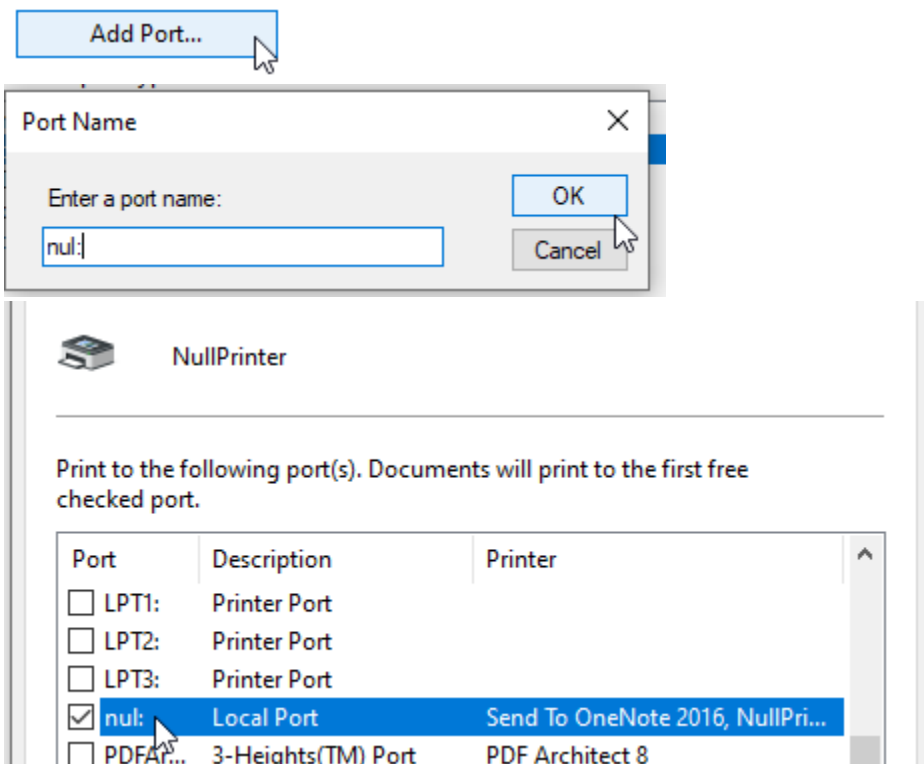 Add Port...
Port Name
Enter a port name:
OK
nul:
Cancel
NullPrinter
Print to the following port(s). Documents will print to the first free
checked port.
Port Description Printer
LPT1: Printer Port
LPT2: Printer Port
LPT3: Printer Port
nul: Local Port Send To OneNote 2016, NullPri...
PDFAr... 3-Heights(TM) Port PDF Architect 8